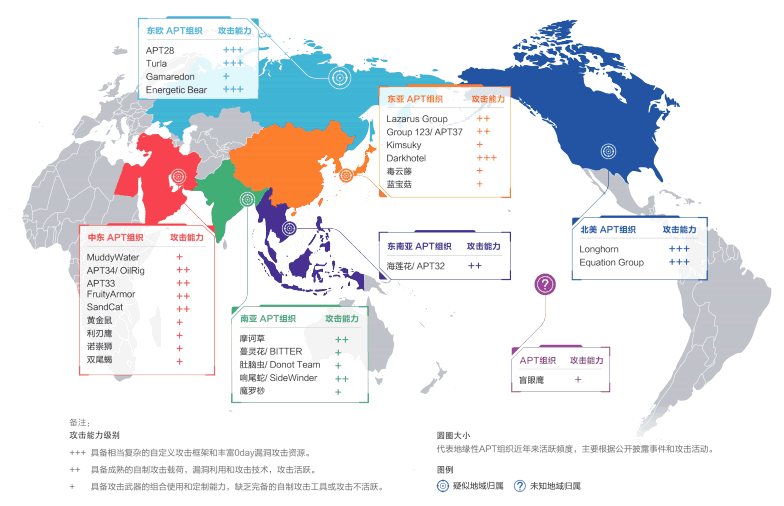 东欧 APT组织 攻击能力
APT28 +++
Turla +++
Gamaredon +
Energetic Bear +++
东亚 APT组织 攻击能力
Lazarus Group ++
Group 123/ APT37 ++
Kimsuky +
Darkhotel +++
毒云藤 +
蓝宝菇 +
中东 APT组织 攻击能力
MuddyWater +
APT34/ OilRig ++
APT33 ++
FruityArmor ++
SandCat ++
黄金鼠 +
利刃鹰 +
诺崇狮 +
双尾蝎 +
东南亚 APT组织 攻击能力
海莲花/ APT32 ++
北美 APT组织 攻击能力
Longhorn +++
Equation Group +++
南亚 APT组织 攻击能力
摩诃草 ++
蔓灵花/ BITTER +
肚脑虫/ Donot Team +
响尾蛇/ SideWinder ++
魔罗桫 +
?
APT组织 攻击能力
盲眼鹰 +
备注:
攻击能力级别
+++ 具备相当复杂的自定义攻击框架和丰富0day漏洞攻击资源。
++ 具备成熟的自制攻击载荷，漏洞利用和攻击技术，攻击活跃。
+ 具备攻击武器的组合使用和定制能力，缺乏完备的自制攻击工具或攻击不活跃。
圆圈大小
代表地缘性APT组织近年来活跃频度，主要根据公开披露事件和攻击活动。
图例
疑似地域归属 ? 未知地域归属